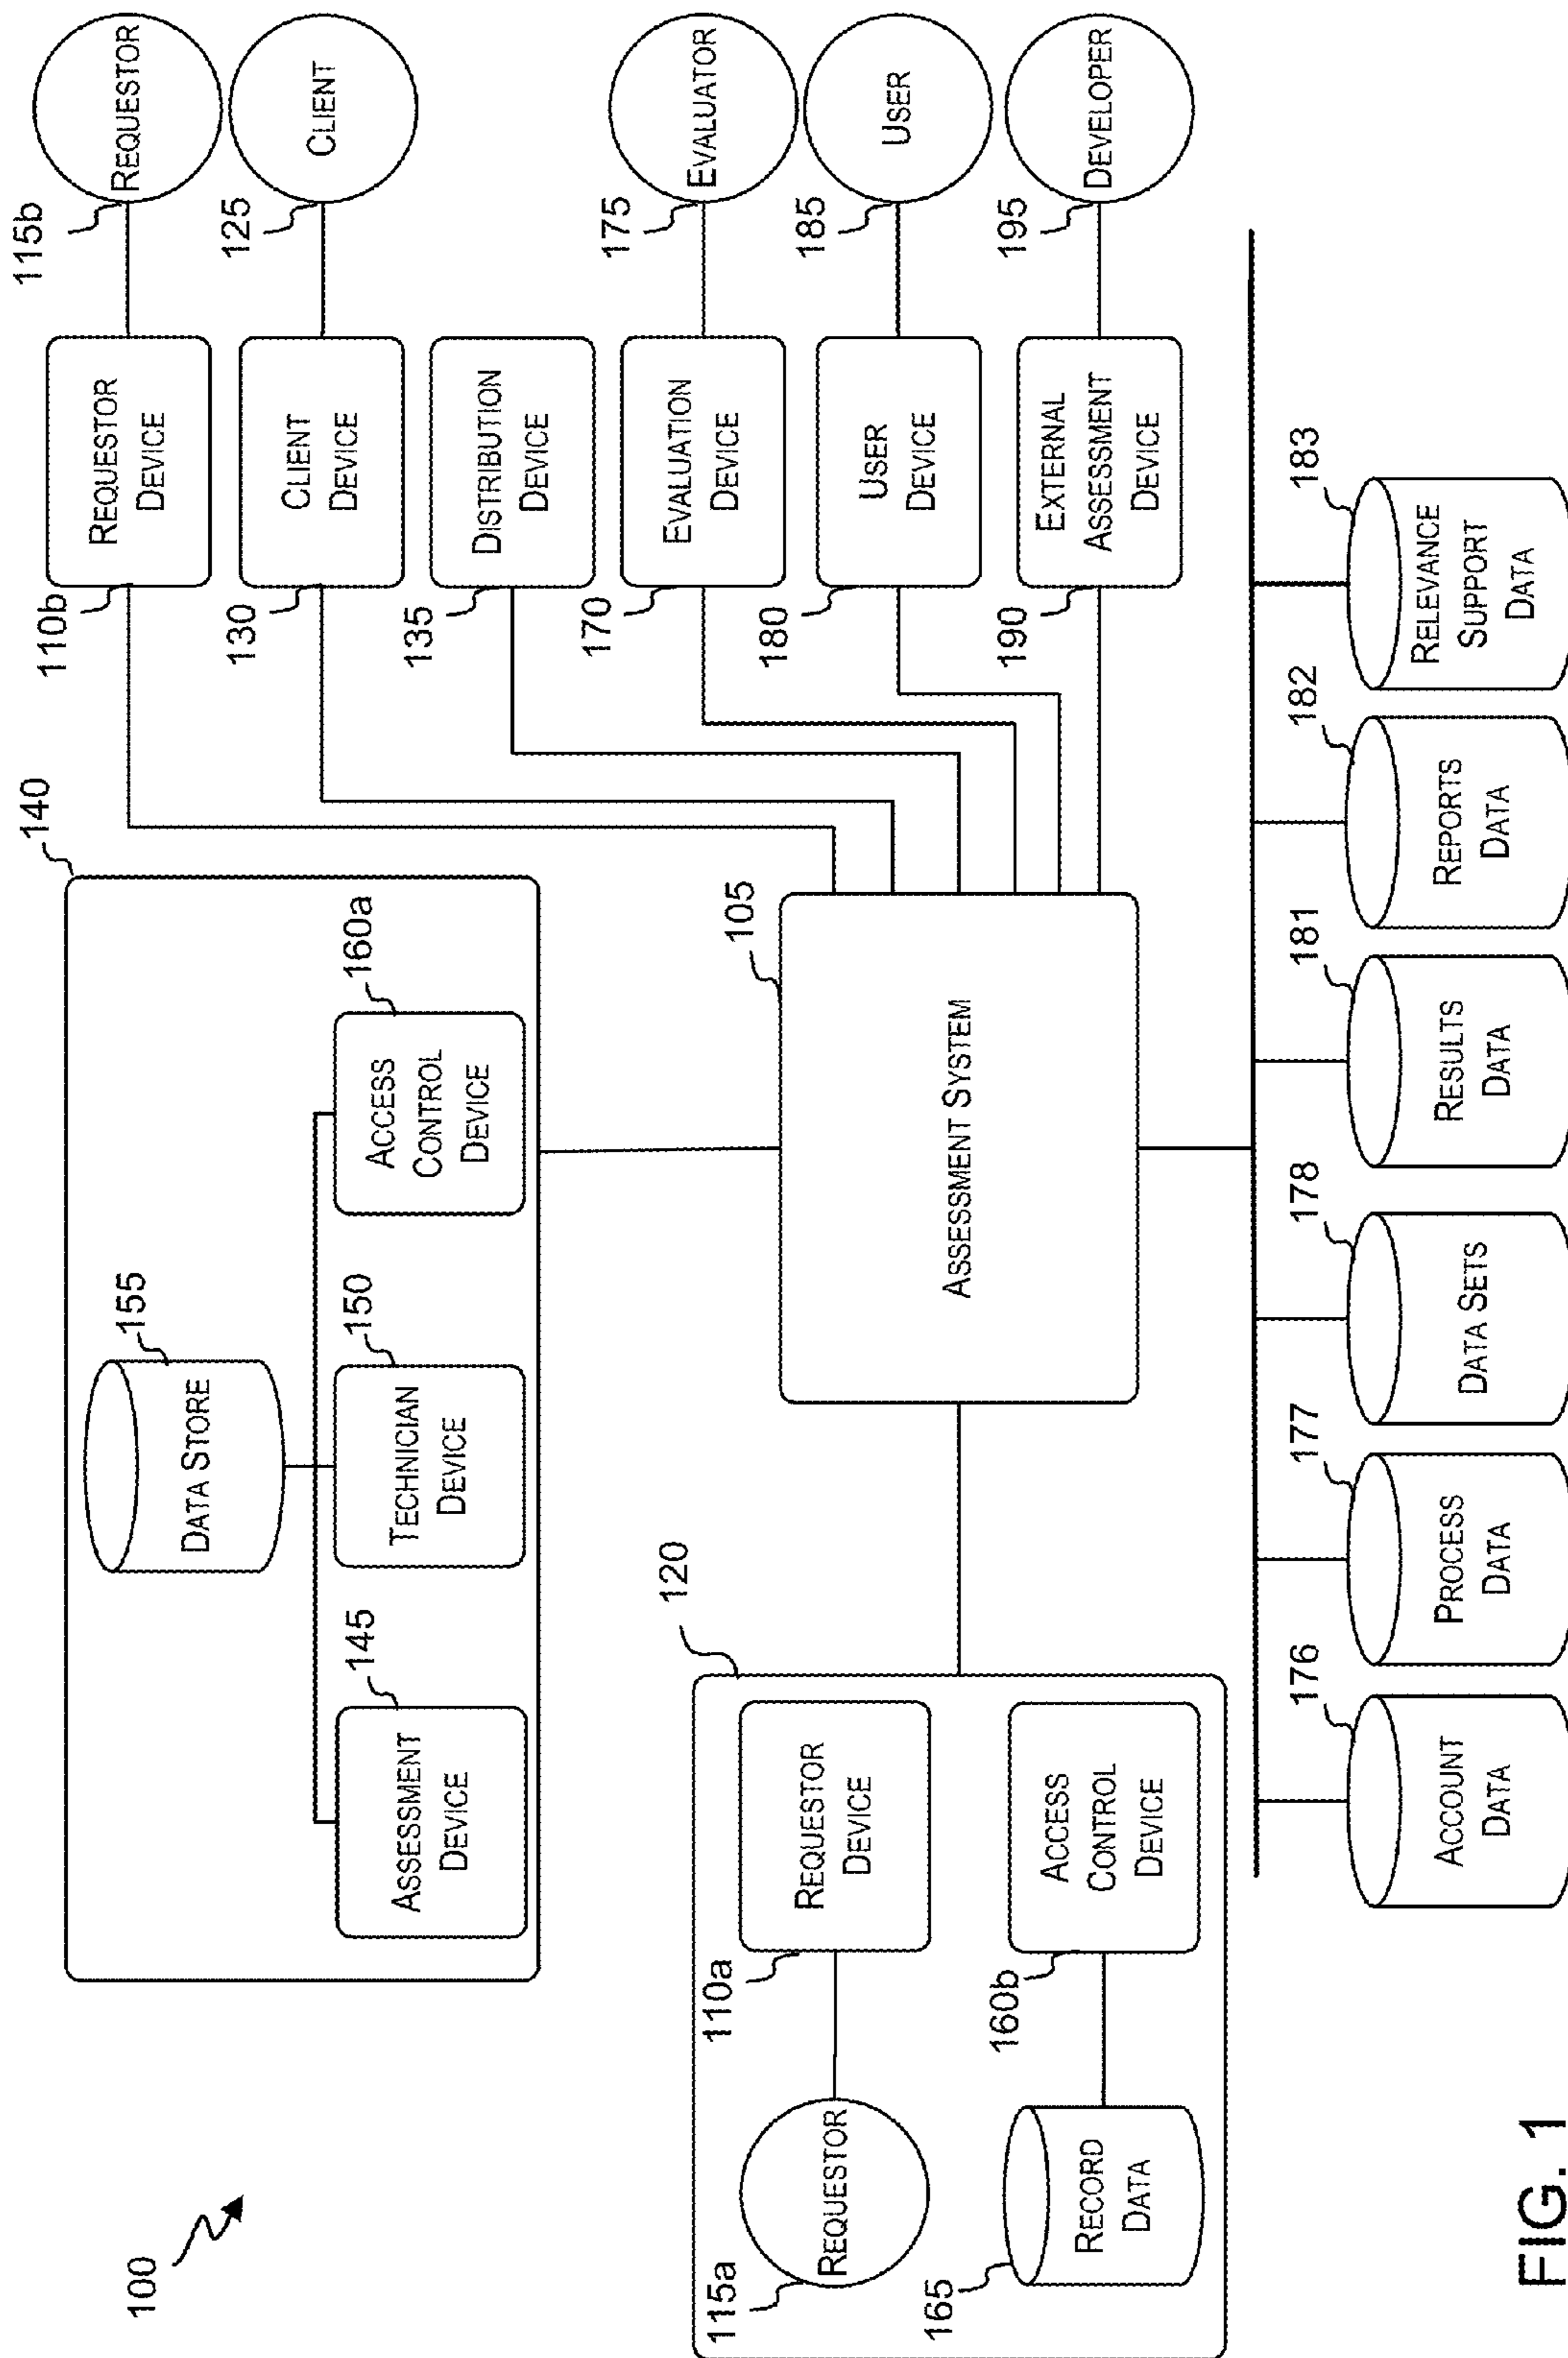 100
140
155
DATA STORE
145
150
160a
ASSESSMENT
DEVICE
TECHNICIAN
DEVICE
ACCESS
CONTROL
DEVICE
120
115a
REQUESTOR
110a
REQUESTOR
DEVICE
165
RECORD
DATA
160b
ACCESS
CONTROL
DEVICE
105
ASSESSMENT SYSTEM
110b
REQUESTOR
DEVICE
115b
REQUESTOR
130
CLIENT
DEVICE
125
CLIENT
135
DISTRIBUTION
DEVICE
170
EVALUATION
DEVICE
175
EVALUATOR
180
USER
DEVICE
185
USER
190
EXTERNAL
ASSESSMENT
DEVICE
195
DEVELOPER
176
ACCOUNT
DATA
177
PROCESS
DATA
178
DATA SETS
181
RESULTS
DATA
182
REPORTS
DATA
183
RELEVANCE
SUPPORT
DATA
FIG. 1